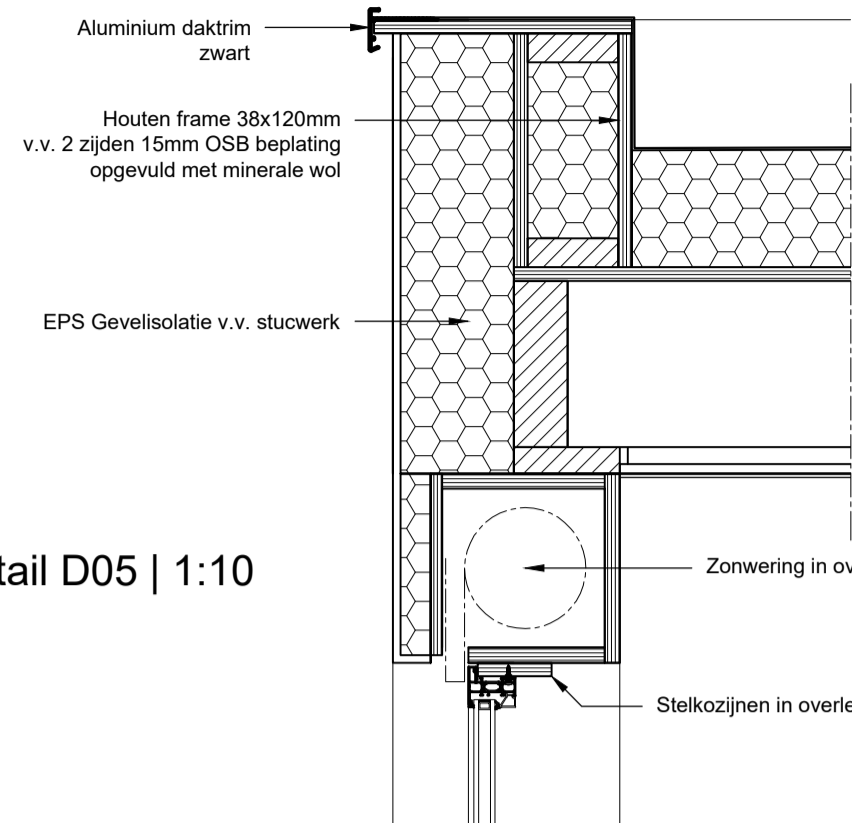 Aluminium daktrim
zwart
Houten frame 38x120mm
v.v. 2 zijden 15mm OSB beplating
opgevuld met minerale wol
EPS Gevelisolatie v.v. stucwerk
tail D05 | 1:10
Zonwering in ov
Stelkozijnen in overle